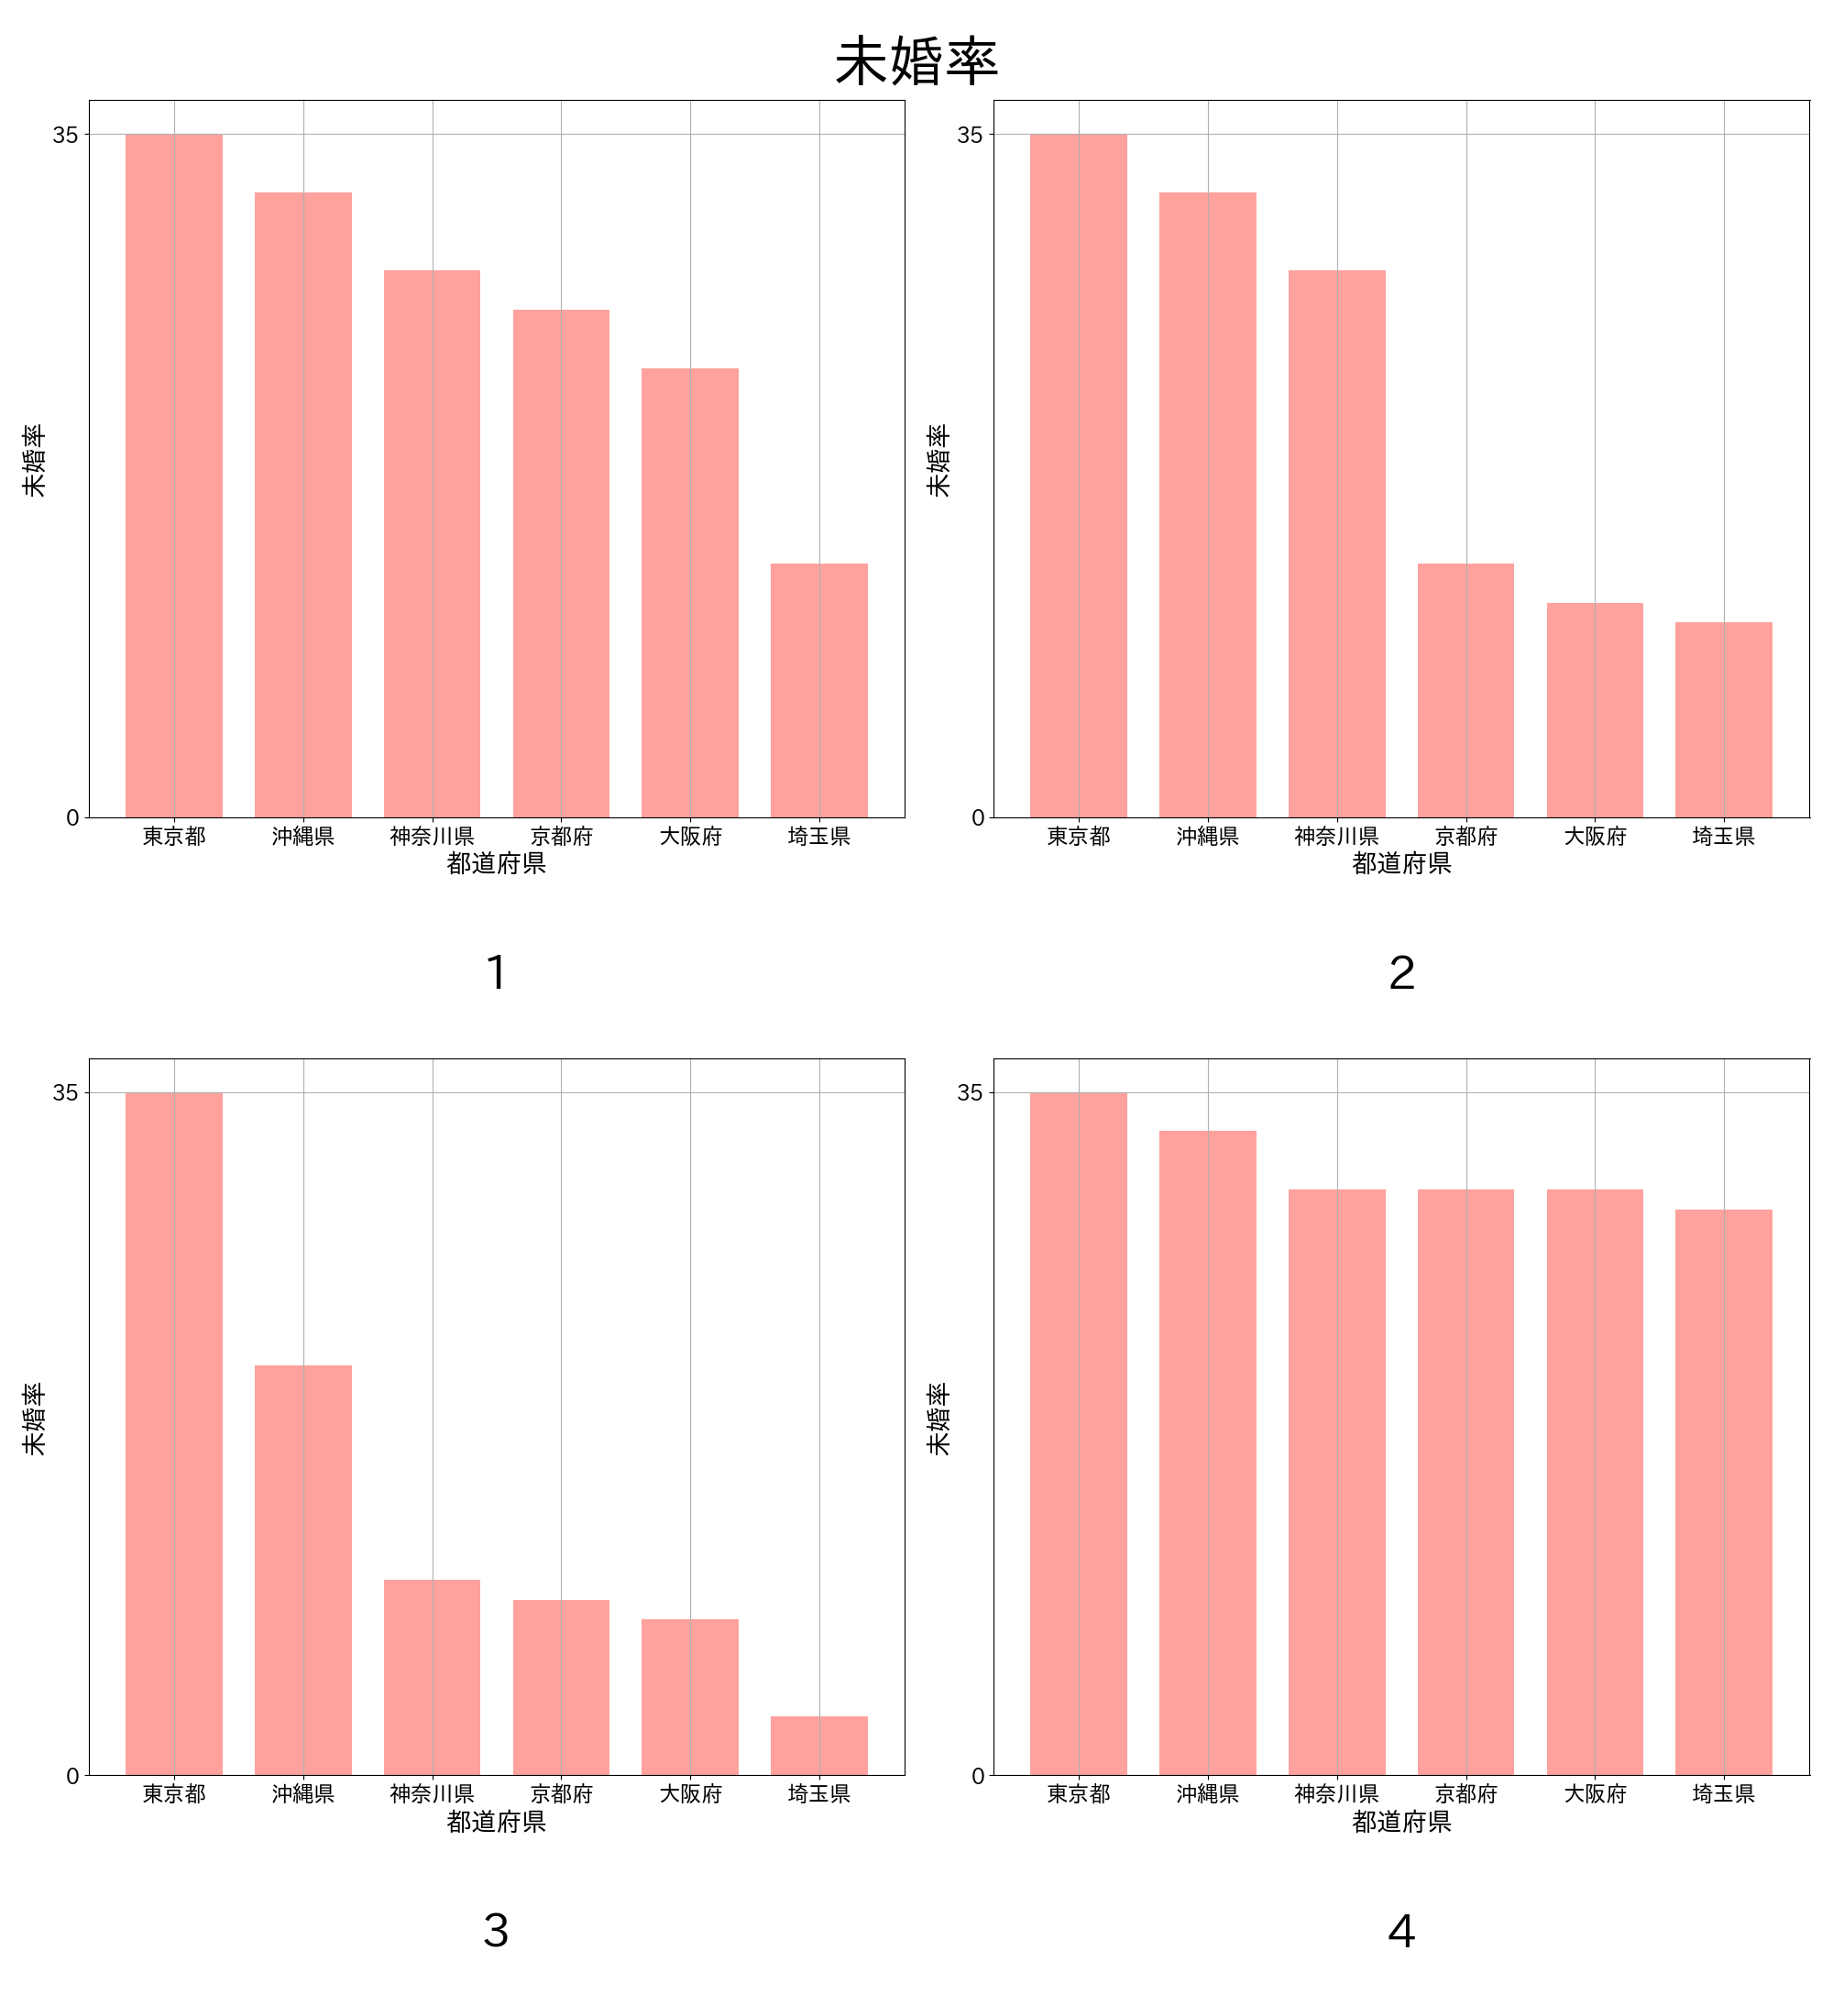 未婚率
35
0
未婚率
東京都 沖縄県 神奈川県 京都府 大阪府 埼玉県
都道府県
1
35
0
未婚率
東京都 沖縄県 神奈川県 京都府 大阪府 埼玉県
都道府県
2
35
0
未婚率
東京都 沖縄県 神奈川県 京都府 大阪府 埼玉県
都道府県
3
35
0
未婚率
東京都 沖縄県 神奈川県 京都府 大阪府 埼玉県
都道府県
4